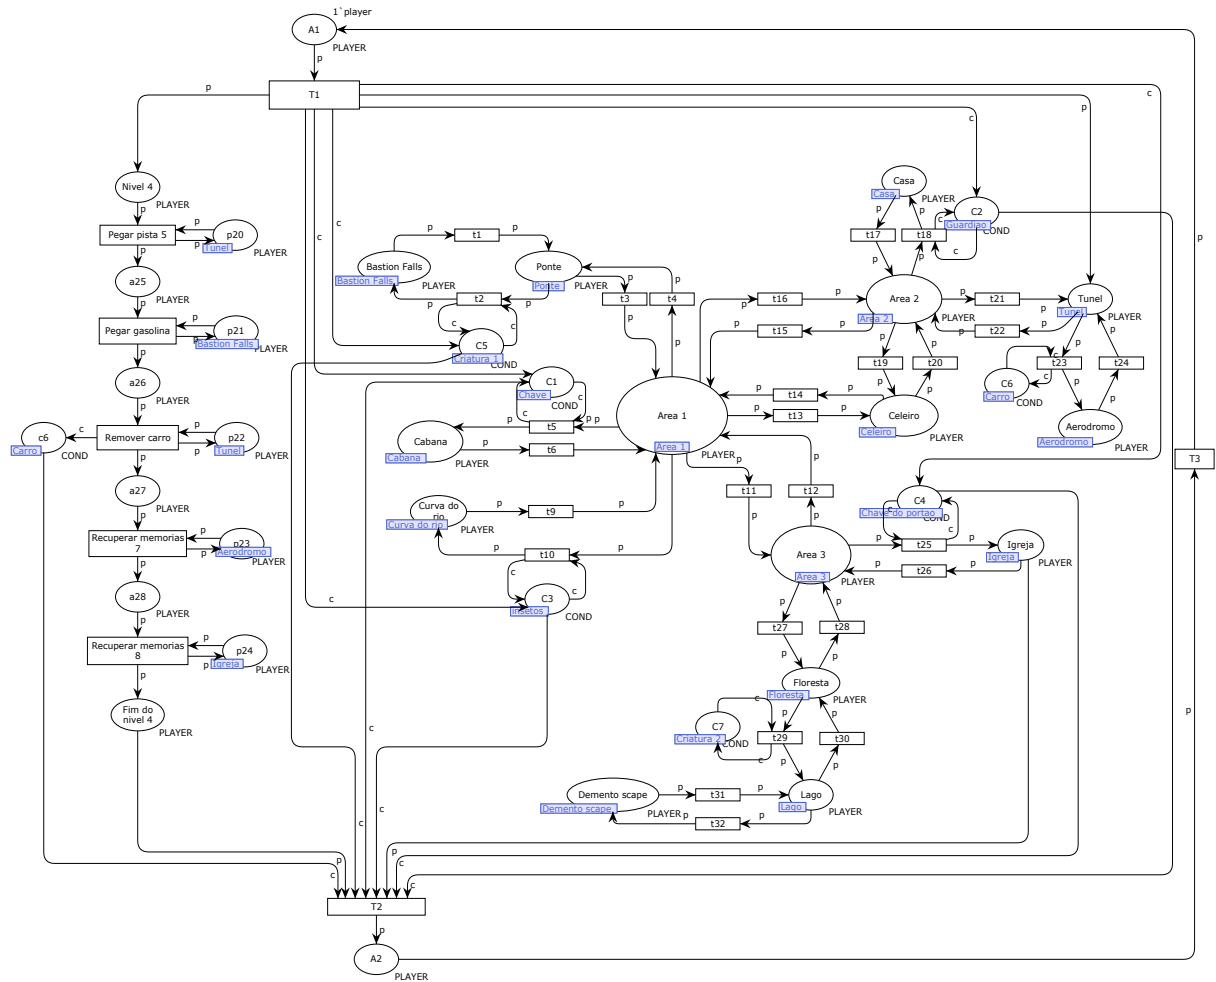 1`player
A1
PLAYER
p
T1
p
c
p
c
c
c
Nivel 4
PLAYER
p
Pegar pista 5
p
p
p20
Tunel
PLAYER
p
a25
PLAYER
p
Pegar gasolina
p
p
p21
Bastion Falls
PLAYER
p
a26
PLAYER
p
Remover carro
c
c6
Carro
COND
p
p
p22
Tunel
PLAYER
p
a27
PLAYER
p
Recuperar memorias
7
p
p
p23
Aerodromo
PLAYER
p
a28
PLAYER
p
Recuperar memorias
8
p
p
p24
Igreja
PLAYER
p
Fim do
nivel 4
PLAYER
p
t1
p
Bastion Falls
Bastion Falls
PLAYER
Ponte
Ponte
PLAYER
p
t2
p
c
c
C5
Criatura 1
COND
p
t3
p
p
t4
p
C1
Chave
COND
c
c
p
t5
p p
Cabana
Cabana
PLAYER
p
t6
p
Area 1
Area 1
PLAYER
Curva do
rio
Curva do rio
PLAYER
p
t9
p
p
t10
p
c
c
C3
Insetos
COND
c
p
t16
p
p
t15
p
p
t14
p
p
t13
p
Casa
Casa
PLAYER
p
t17
p
p
t18
p
c
c
C2
Guardiao
COND
Area 2
Area 2
PLAYER
p
t21
p
p
t22
p
Tunel
Tunel
PLAYER
p
t19
p
p
t20
p
Celeiro
Celeiro
PLAYER
C6
Carro
COND
c
c
p
t23
p
p
t24
p
Aerodromo
Aerodromo
PLAYER
p
t11
p
p
t12
p
C4
Chave do portao
COND
c
c
Area 3
Area 3
PLAYER
p
t25
p
p
t26
p
Igreja
Igreja
PLAYER
p
t27
p
p
t28
p
Floresta
Floresta
PLAYER
C7
Criatura 2
COND
c
c
p
t29
p
p
t30
p
Demento scape
Demento scape
PLAYER
p
t31
p
p
t32
p
Lago
Lago
PLAYER
p
T3
p
c
c
c
c
p
p
c
c
T2
p
A2
PLAYER